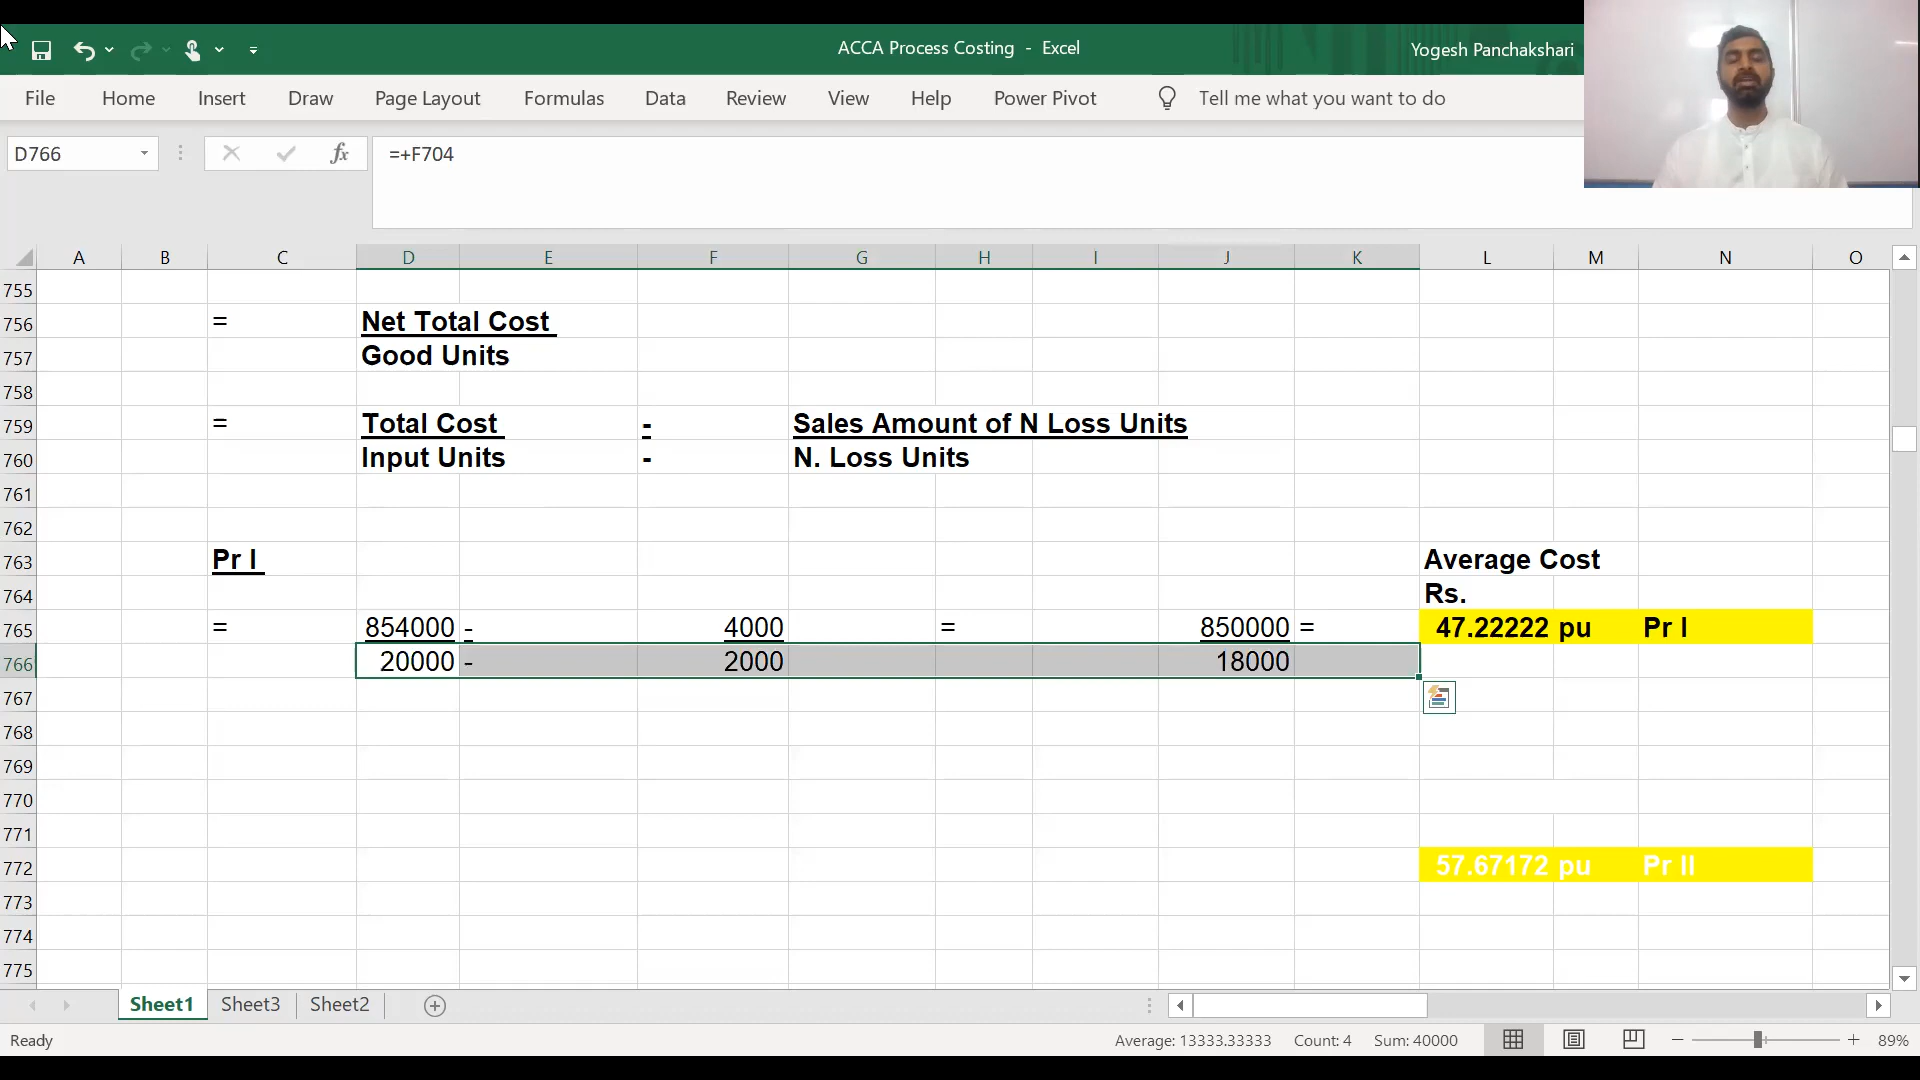 ACCA Process Costing - Excel
Yogesh Panchakshari
File Home Insert Draw Page Layout Formulas Data Review View Help Power Pivot Tell me what you want to do
D766 fx =+F704
A B C D E F G H I J K L M N O
755
756 = Net Total Cost
757 Good Units
758
759 = Total Cost - Sales Amount of N Loss Units
760 Input Units - N. Loss Units
761
762
763 Pr I Average Cost
764 Rs.
765 = 854000 - 4000 = 850000 = 47.22222 pu Pr I
766 20000 - 2000 18000
767
768
769
770
771
772 57.67172 pu Pr II
773
774
775
Sheet1 Sheet3 Sheet2
Ready Average: 13333.33333 Count: 4 Sum: 40000 89%